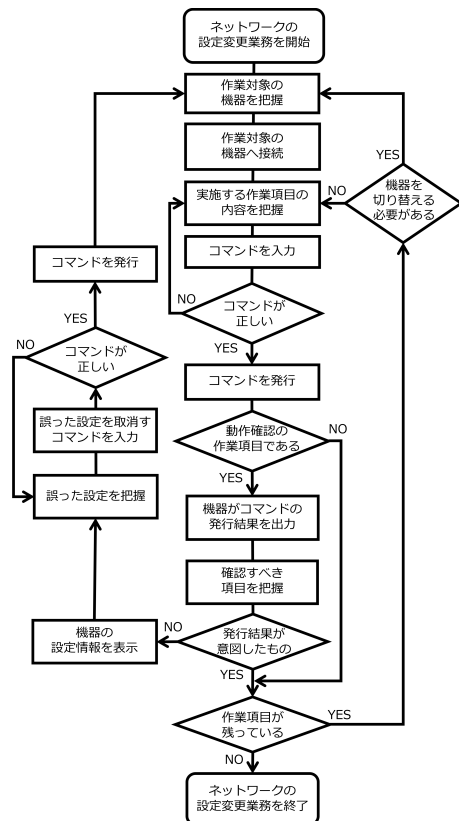 ネットワークの
設定変更業務を開始
作業対象の
機器を把握
作業対象の
機器へ接続
YES
機器を
切り替える
必要がある
NO
実施する作業項目の
内容を把握
コマンドを入力
コマンドを発行
NO
コマンドが
正しい
YES
YES
NO
コマンドが
正しい
コマンドを発行
誤った設定を取消す
コマンドを入力
動作確認の
作業項目である
NO
YES
誤った設定を把握
機器がコマンドの
発行結果を出力
確認すべき
項目を把握
機器の
設定情報を表示
NO
発行結果が
意図したもの
YES
作業項目が
残っている
YES
NO
ネットワークの
設定変更業務を終了